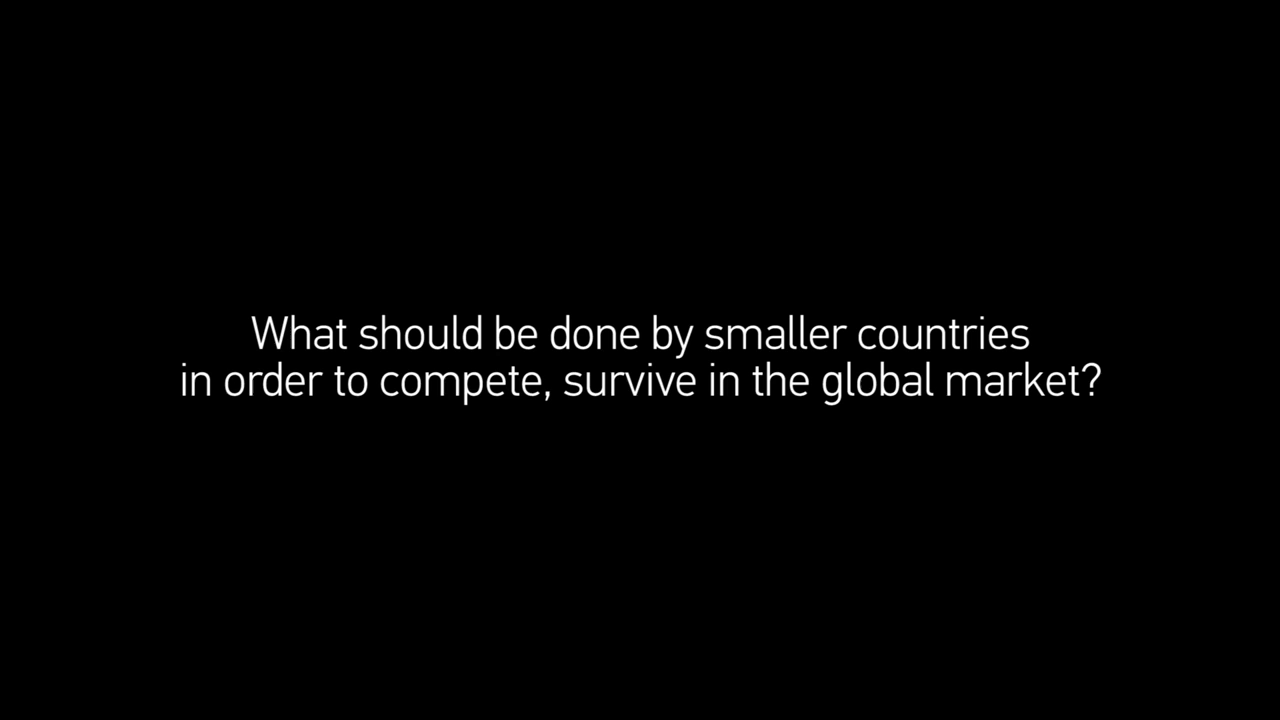 What should be done by smaller countries
in order to compete, survive in the global market?